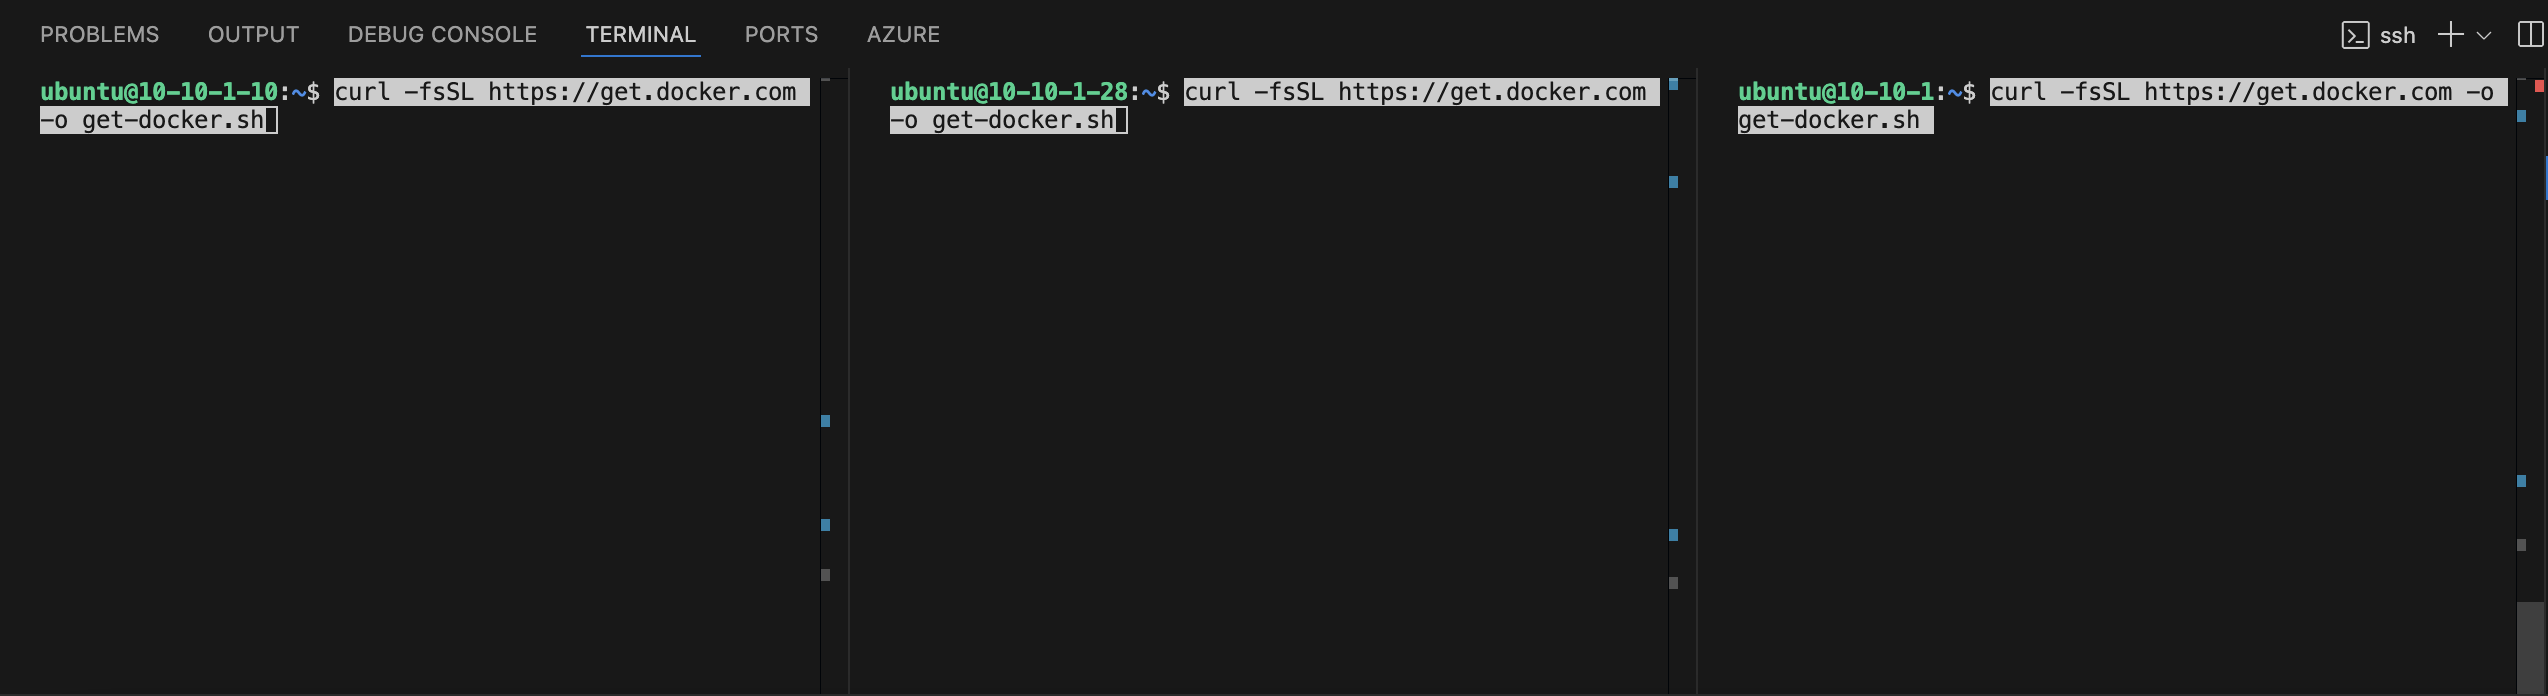 PROBLEMS OUTPUT DEBUG CONSOLE TERMINAL PORTS AZURE ssh
ubuntu@10-10-1-10:~$ curl -fsSL https://get.docker.com
-o get-docker.sh
ubuntu@10-10-1-28:~$ curl -fsSL https://get.docker.com
-o get-docker.sh
ubuntu@10-10-1:~$ curl -fsSL https://get.docker.com -o
get-docker.sh